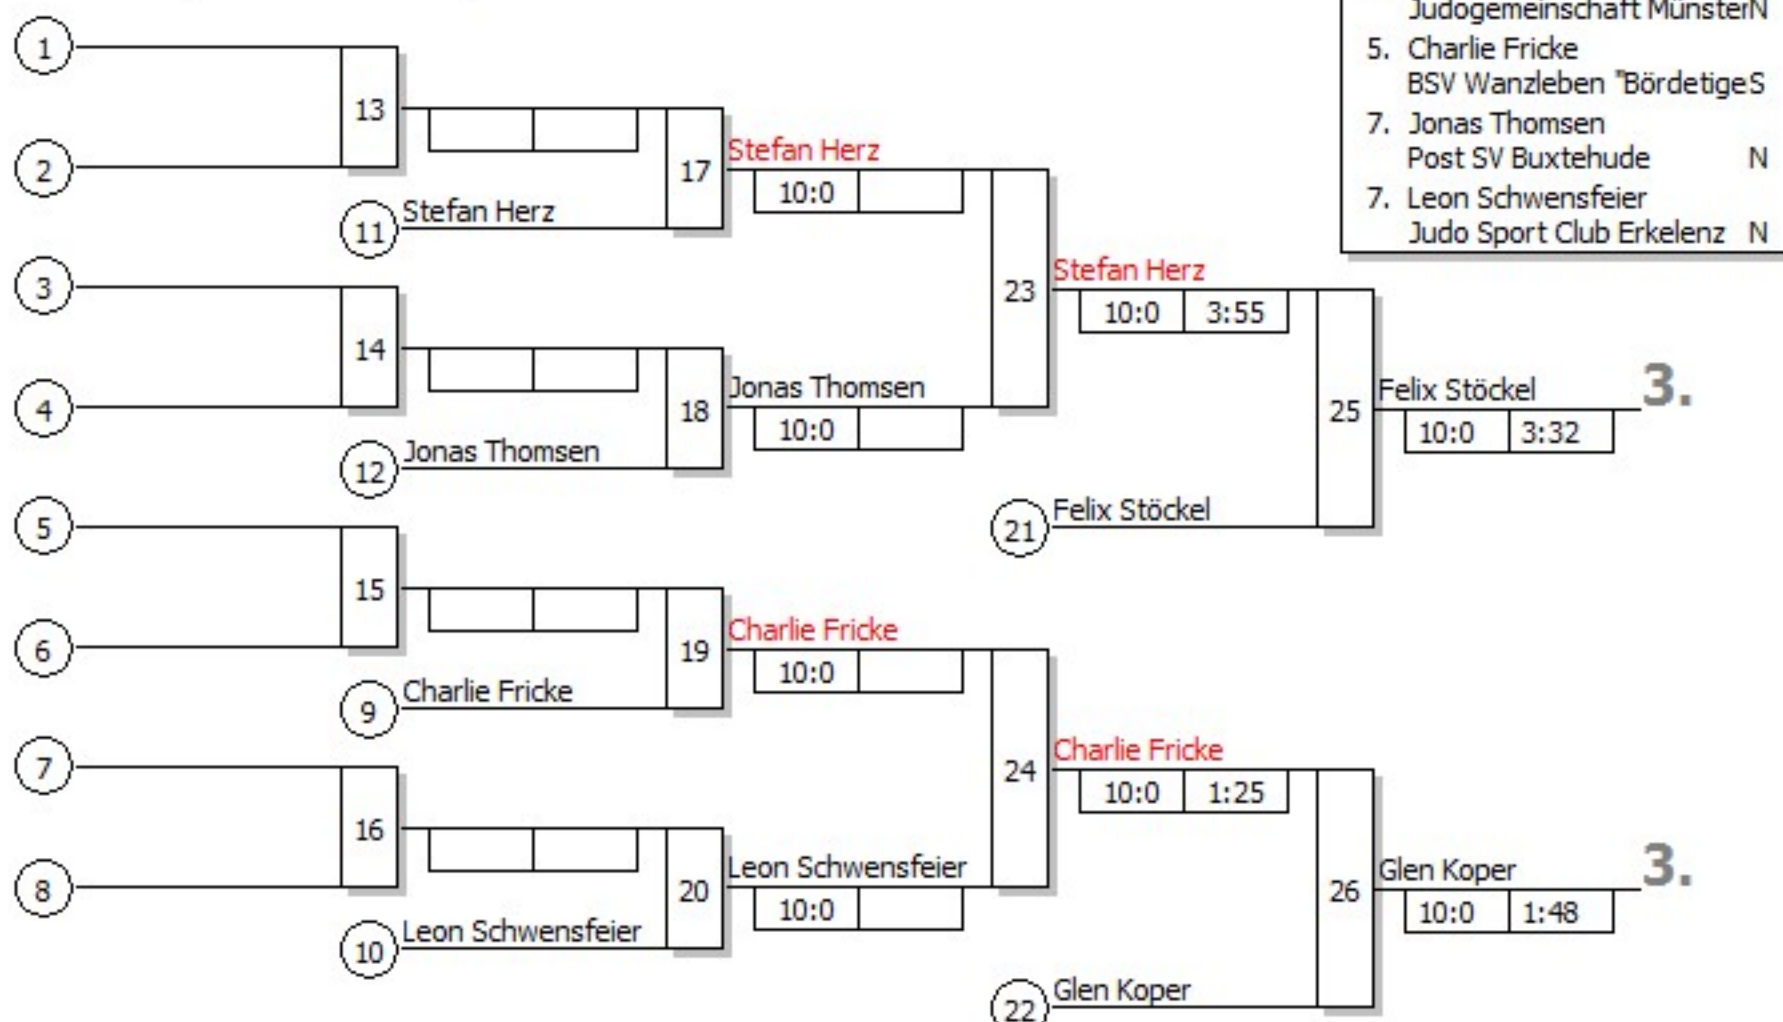 Judogemeinschaft MünsterN
5. Charlie Fricke
BSV Wanzleben "BördetigeS
7. Jonas Thomsen
Post SV Buxtehude N
7. Leon Schwensfeier
Judo Sport Club Erkelenz N
1
13
2
17
Stefan Herz
10:0
11
Stefan Herz
3
23
Stefan Herz
10:0 3:55
14
4
18
Jonas Thomsen
10:0
12
Jonas Thomsen
25
Felix Stöckel
3.
10:0 3:32
21
Felix Stöckel
5
15
6
19
Charlie Fricke
10:0
9
Charlie Fricke
7
24
Charlie Fricke
10:0 1:25
16
8
20
Leon Schwensfeier
10:0
10
Leon Schwensfeier
26
Glen Koper
3.
10:0 1:48
22
Glen Koper